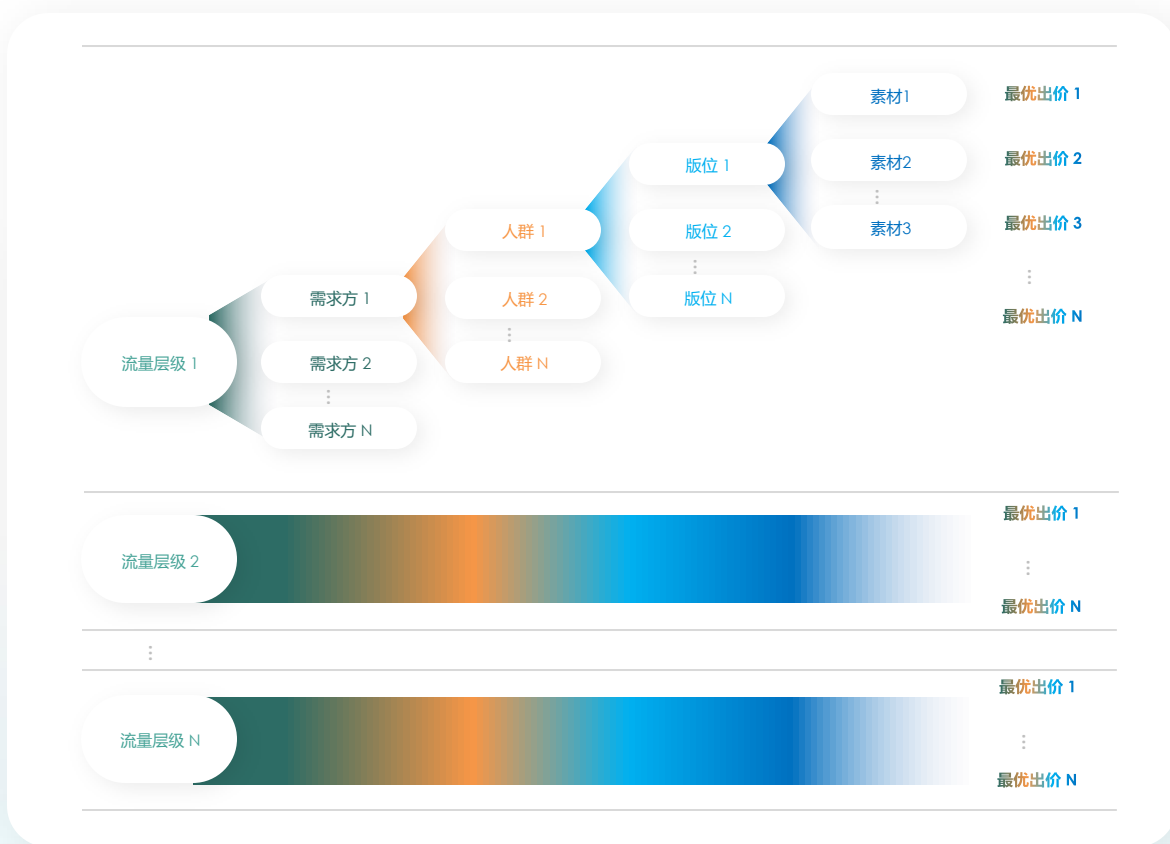 素材1
最优出价 1
版位 1
素材2
最优出价 2
人群 1
版位 2
素材3
最优出价 3
需求方 1
人群 2
版位 N
最优出价 N
流量层级 1
需求方 2
人群 N
需求方 N
最优出价 1
流量层级 2
最优出价 N
最优出价 1
流量层级 N
最优出价 N